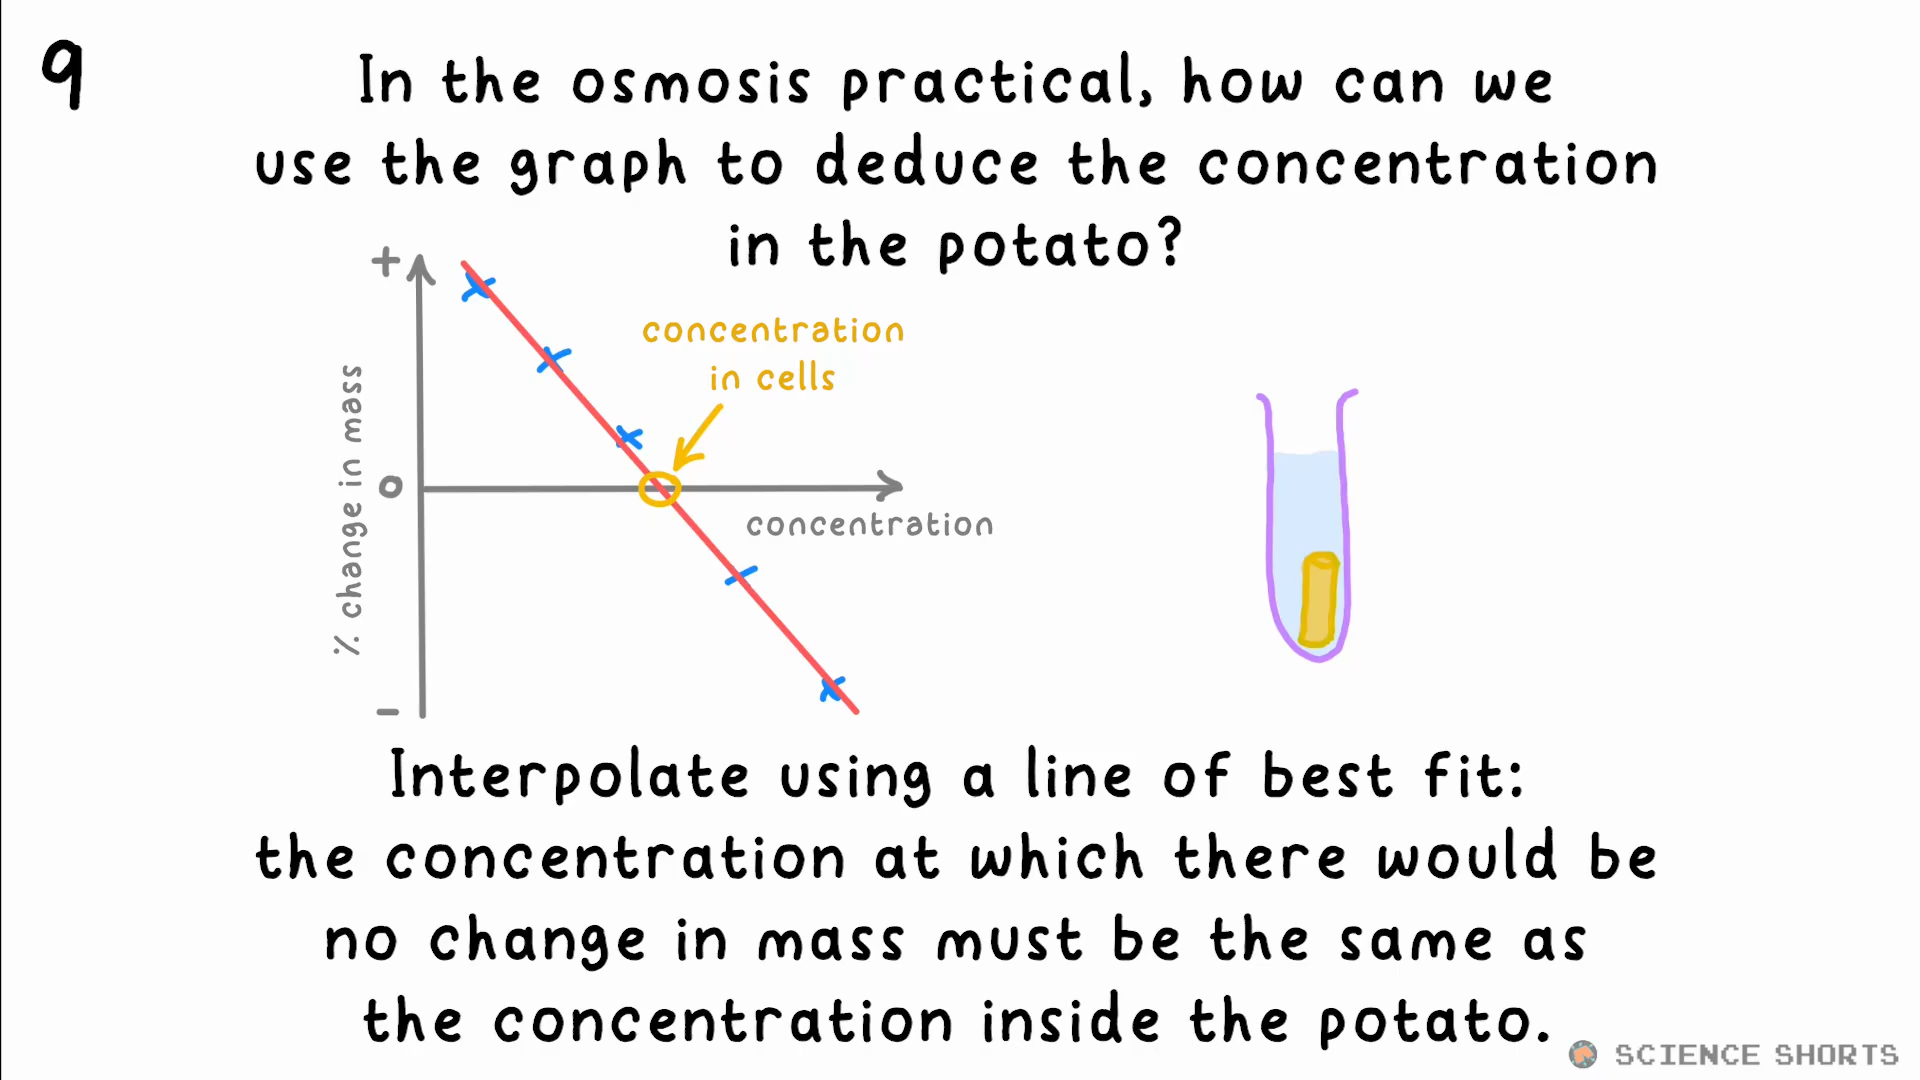 9
In the osmosis practical, how can we
use the graph to deduce the concentration
in the potato?
+
concentration
in cells
% change in mass
0
concentration
-
Interpolate using a line of best fit:
the concentration at which there would be
no change in mass must be the same as
the concentration inside the potato.
SCIENCE SHORTS